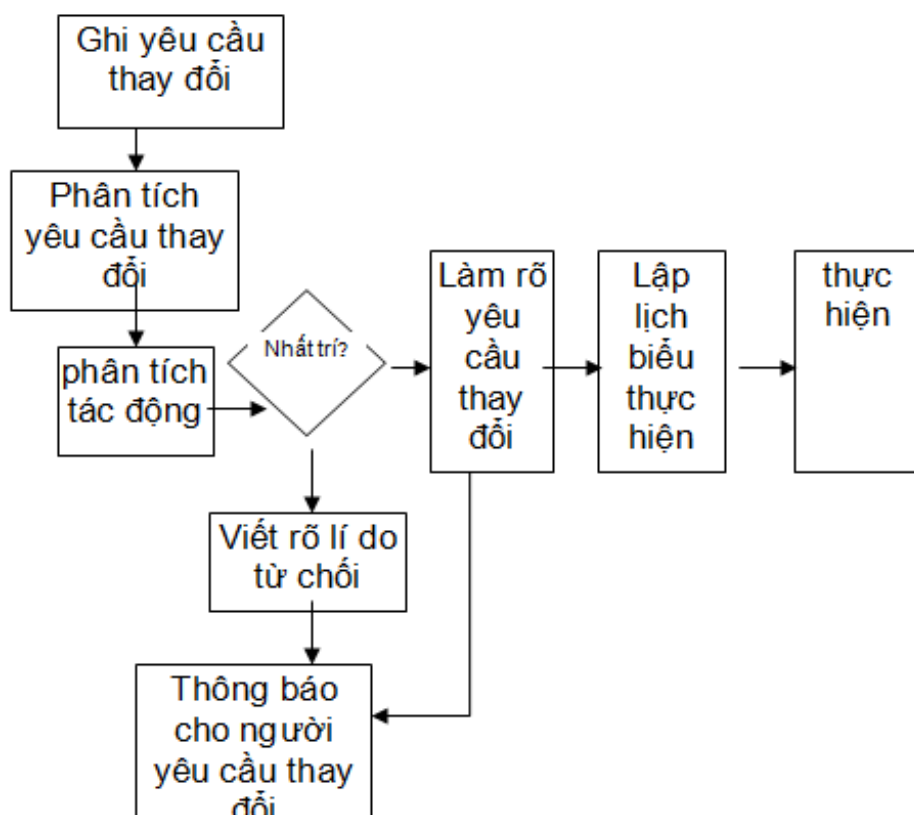 Ghi yêu cầu
thay đổi
Phân tích
yêu cầu thay
đổi
phân tích
tác động
Nhất trí?
Làm rõ
yêu
cầu
thay
đổi
Lập
lịch
biểu
thực
hiện
thực
hiện
Viết rõ lí do
từ chối
Thông báo
cho người
yêu cầu thay
đổi